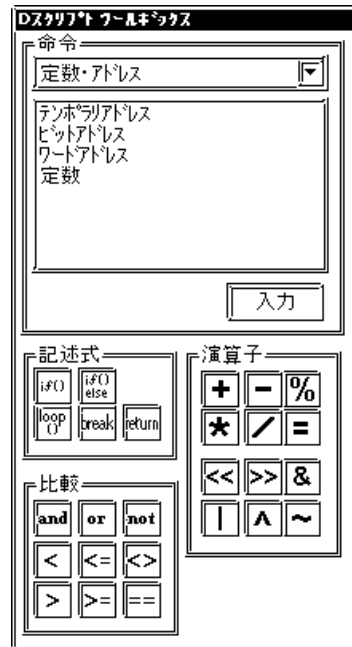 Dｽｸﾘﾌﾟﾄ ﾂｰﾙﾎﾞｯｸｽ
命令
定数・アドレス
テンポラリアドレス
ビットアドレス
ワードアドレス
定数
入力
記述式
if() if() else
loop () break return
演算子
+ - %
* / =
<< >> &
| ^ ~
比較
and or not
< <= <>
> >= ==